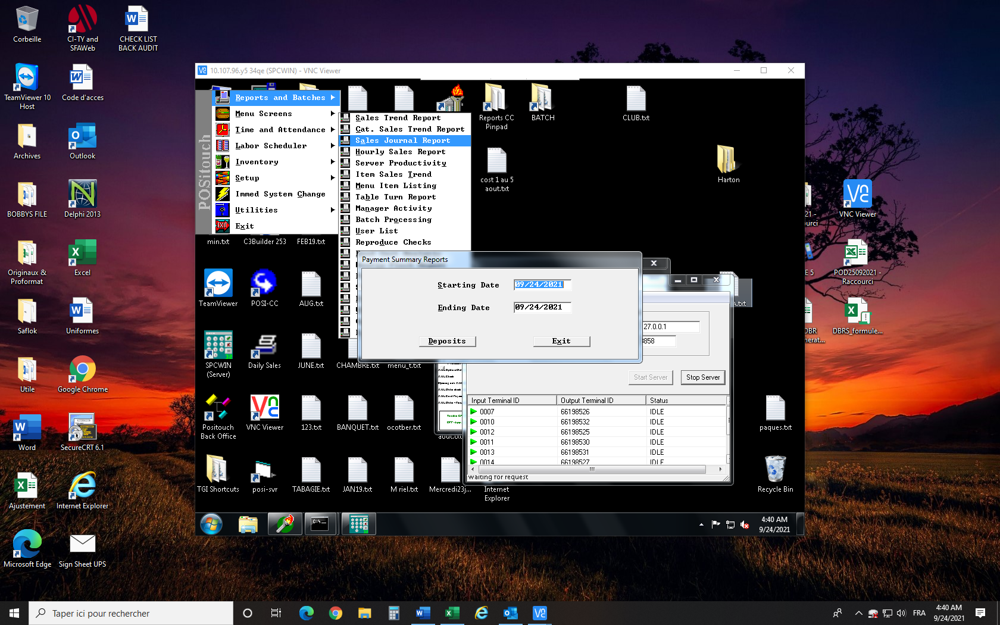 Corbeille
CI-TY and
SFAWeb
CHECK LIST
BACK AUDIT
TeamViewer 10
Host
Code d'acces
Archives
Outlook
BOBBYS FILE
Delphi 2013
Originaux &
Proformat
Excel
Saflok
Uniformes
Utile
Google Chrome
Word
SecureCRT 6.1
Ajustement
Internet Explorer
Microsoft Edge
Sign Sheet UPS
10.107.96.y5 34qe (SPCWIN) - VNC Viewer
POSitouch
Reports and Batches
Menu Screens
Time and Attendance
Labor Scheduler
Inventory
Setup
Immed System Change
Utilities
Exit
Sales Trend Report
Cat. Sales Trend Report
Sales Journal Report
Hourly Sales Report
Server Productivity
Item Sales Trend
Menu Item Listing
Table Turn Report
Manager Activity
Batch Processing
User List
Reproduce Checks
Reports CC
Pinpad
BATCH
CLUB.txt
cost 1 au 5
aout.txt
Harton
min.txt
C3Builder 253
FEB19.txt
TeamViewer
POSI-CC
AUG.txt
SPCWIN
(Server)
Daily Sales
JUNE.txt
CHAMBRE.txt
menu_t.txt
Positouch
Back Office
VNC Viewer
123.txt
BANQUET.txt
ocotber.txt
aout.txt
paques.txt
TGI Shortcuts
posi-svr
TABAGIE.txt
JAN19.txt
M riel.txt
Mercredi23j...
Internet
Explorer
Recycle Bin
Payment Summary Reports
Starting Date 09/24/2021
Ending Date 09/24/2021
Deposits
Exit
27.0.0.1
3858
Start Server
Stop Server
Input Terminal ID Output Terminal ID Status
0007 66198526 IDLE
0010 66198532 IDLE
0012 66198525 IDLE
0011 66198530 IDLE
0013 66198531 IDLE
0014 66198527 IDLE
Waiting for request
4:40 AM
9/24/2021
VNC Viewer
21 -
ourci
E 5
POD25092021 -
Raccourci
DBR
nerat...
DBRS_formule...
Taper ici pour rechercher
FRA
4:40 AM
9/24/2021